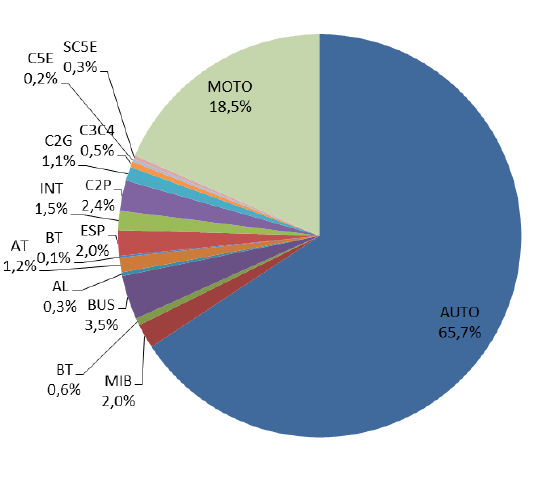 SC5E
0,3%
C5E
0,2%
MOTO
18,5%
C3C4
0,5%
C2G
1,1%
C2P
2,4%
INT
1,5%
ESP
2,0%
BT
0,1%
AT
1,2%
AL
0,3%
BUS
3,5%
BT
0,6%
MIB
2,0%
AUTO
65,7%